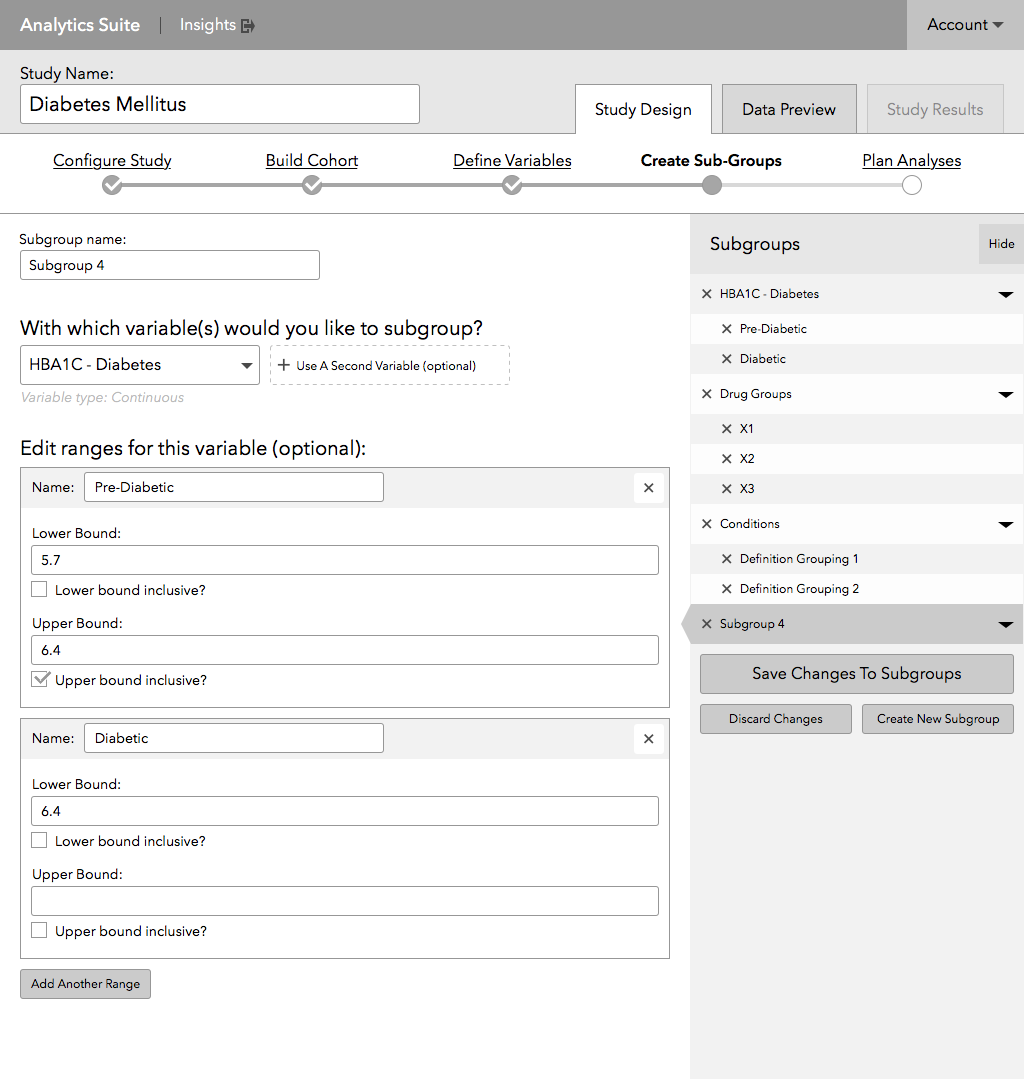 Analytics Suite | Insights
Account
Study Name:
Diabetes Mellitus
Study Design
Data Preview
Study Results
Configure Study
Build Cohort
Define Variables
Create Sub-Groups
Plan Analyses
Subgroup name:
Subgroup 4
With which variable(s) would you like to subgroup?
HBA1C - Diabetes
+ Use A Second Variable (optional)
Variable type: Continuous
Edit ranges for this variable (optional):
Name: Pre-Diabetic
Lower Bound:
5.7
Lower bound inclusive?
Upper Bound:
6.4
Upper bound inclusive?
Name: Diabetic
Lower Bound:
6.4
Lower bound inclusive?
Upper Bound:
Upper bound inclusive?
Add Another Range
Subgroups
Hide
HBA1C - Diabetes
Pre-Diabetic
Diabetic
Drug Groups
X1
X2
X3
Conditions
Definition Grouping 1
Definition Grouping 2
Subgroup 4
Save Changes To Subgroups
Discard Changes
Create New Subgroup